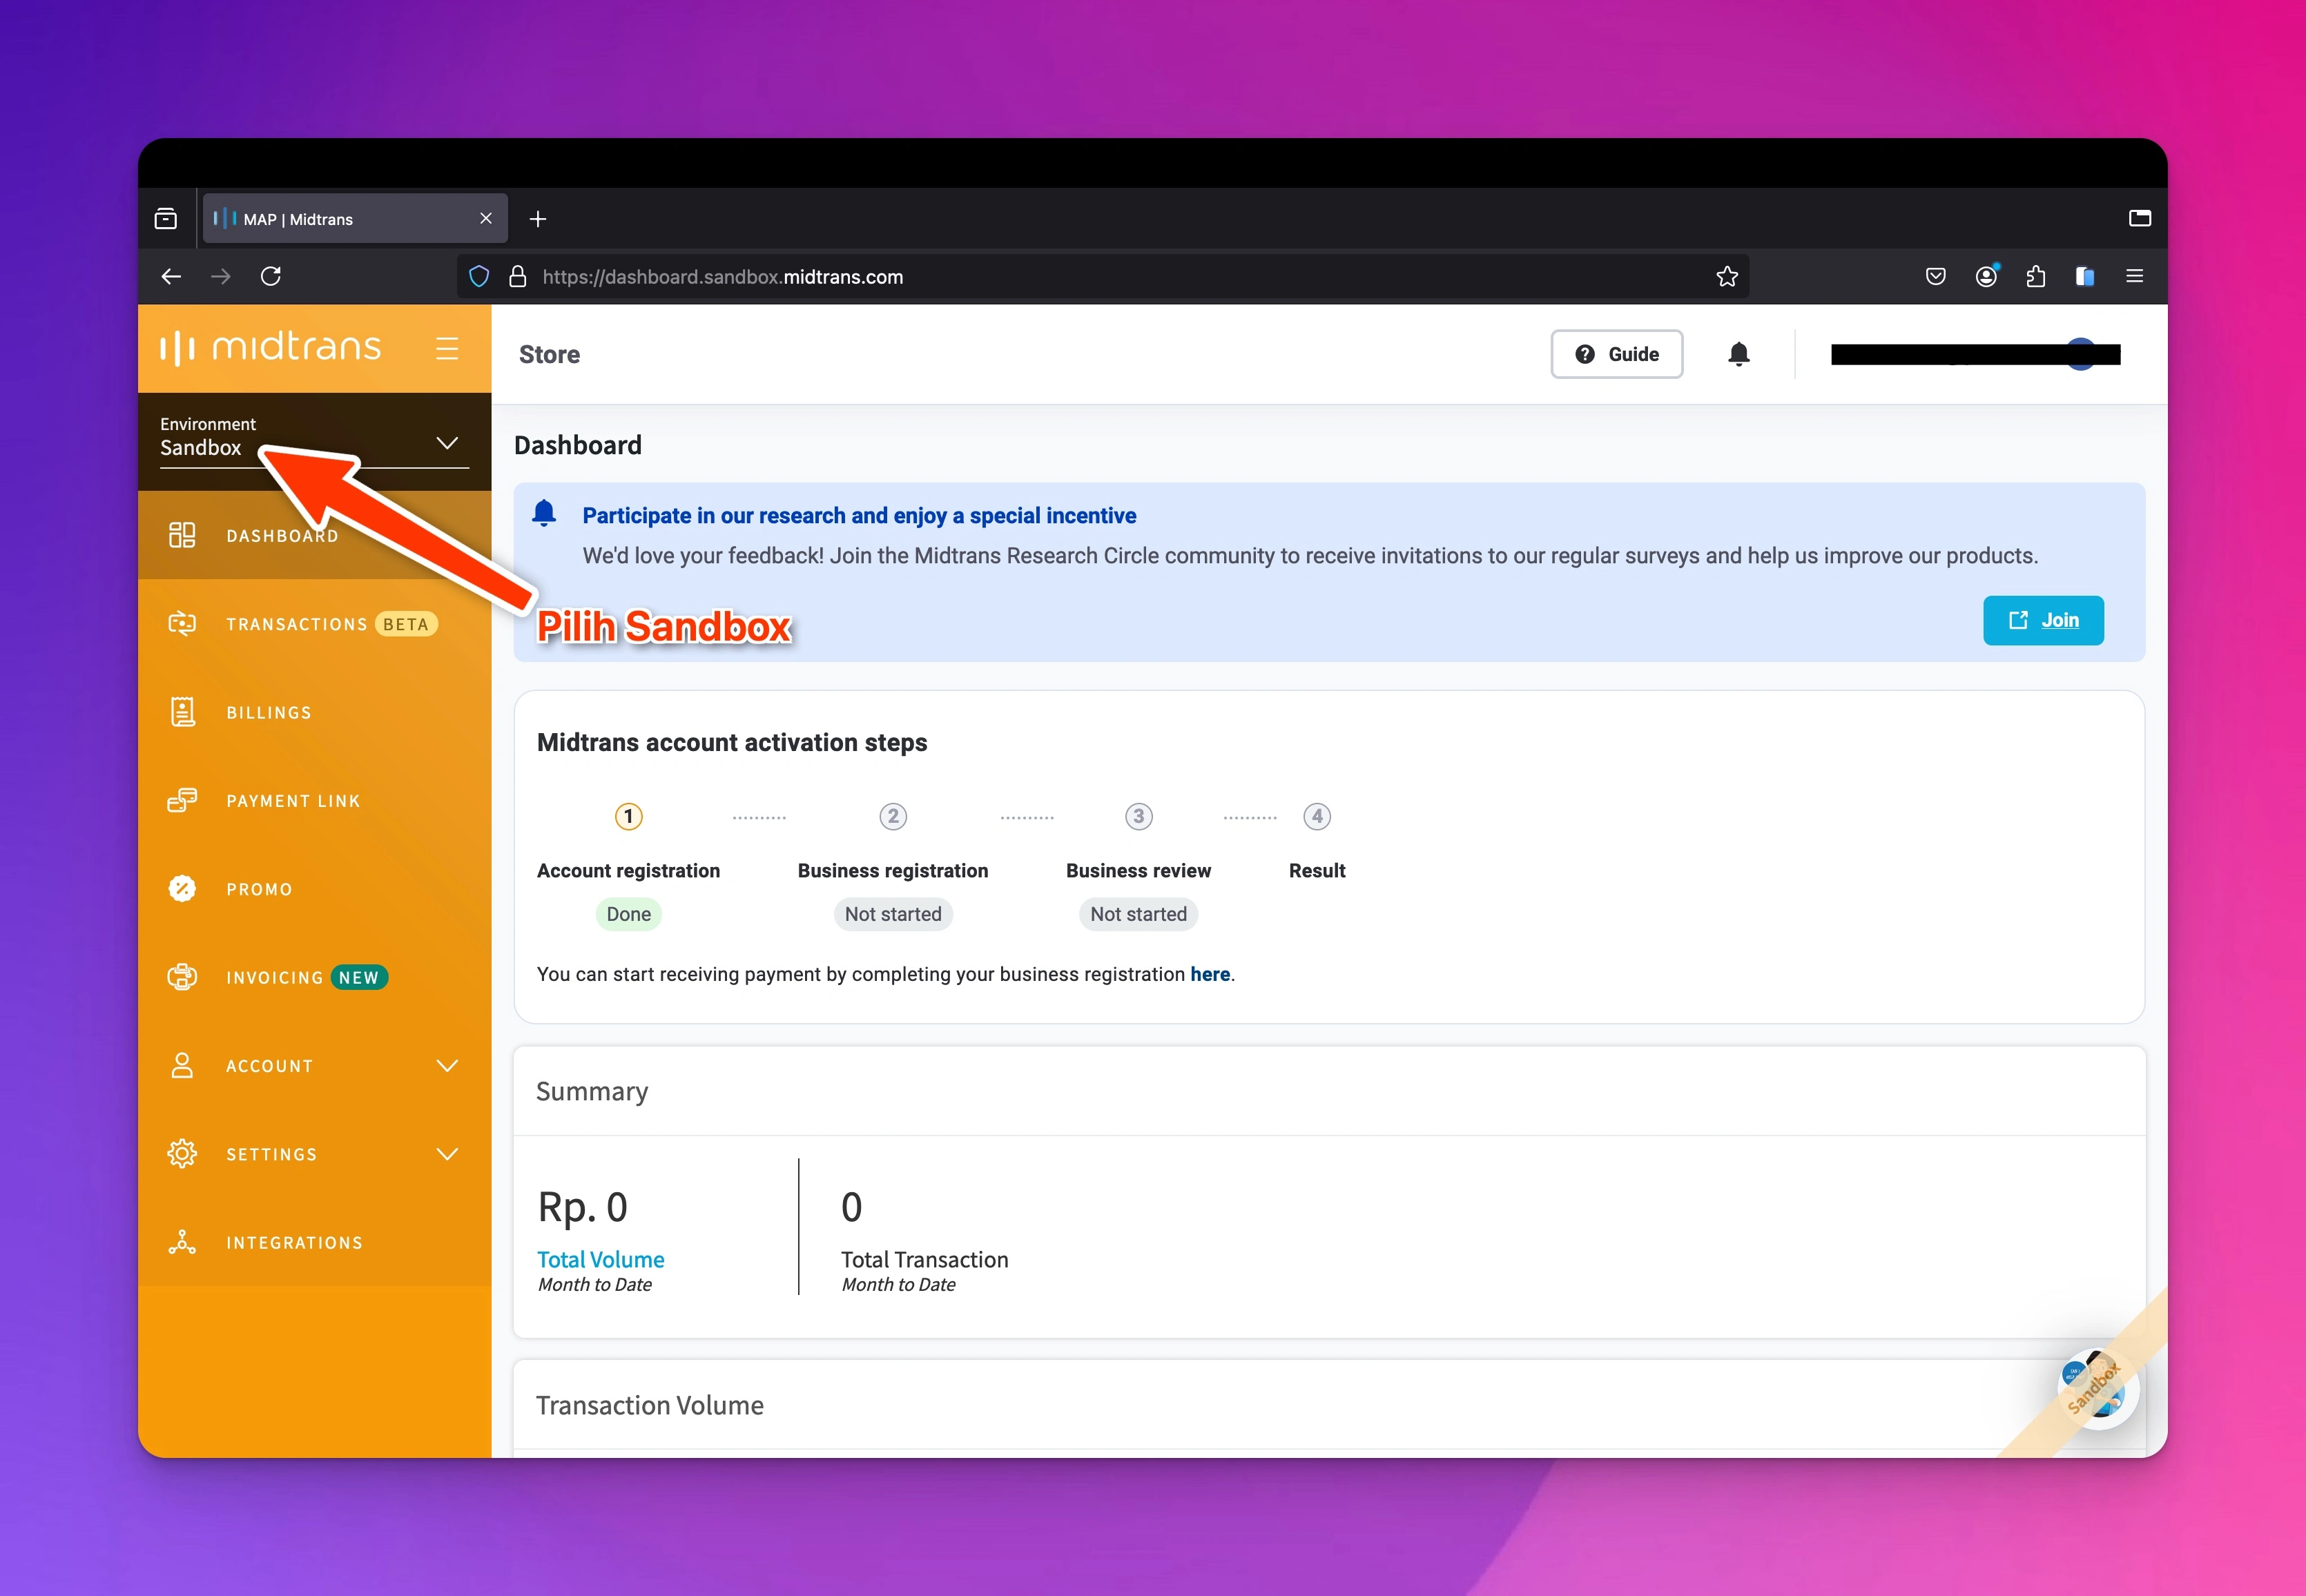 MAP | Midtrans
https://dashboard.sandbox.midtrans.com
midtrans
Store
Guide
Environment
Sandbox
Dashboard
Participate in our research and enjoy a special incentive
We'd love your feedback! Join the Midtrans Research Circle community to receive invitations to our regular surveys and help us improve our products.
Join
Pilih Sandbox
DASHBOARD
TRANSACTIONS BETA
BILLINGS
PAYMENT LINK
PROMO
INVOICING NEW
ACCOUNT
SETTINGS
INTEGRATIONS
Midtrans account activation steps
1 2 3 4
Account registration Business registration Business review Result
Done Not started Not started
You can start receiving payment by completing your business registration here.
Summary
Rp. 0 0
Total Volume Total Transaction
Month to Date Month to Date
Transaction Volume
Sandbox